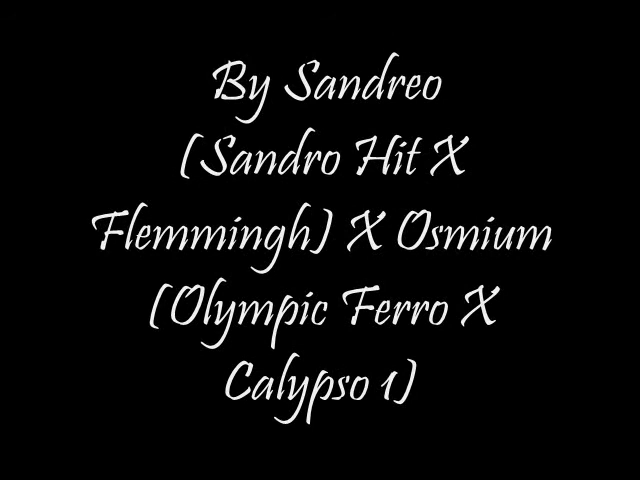 By Sandreo
(Sandro Hit X
Flemmingh) X Osmium
(Olympic Ferro X
Calypso 1)